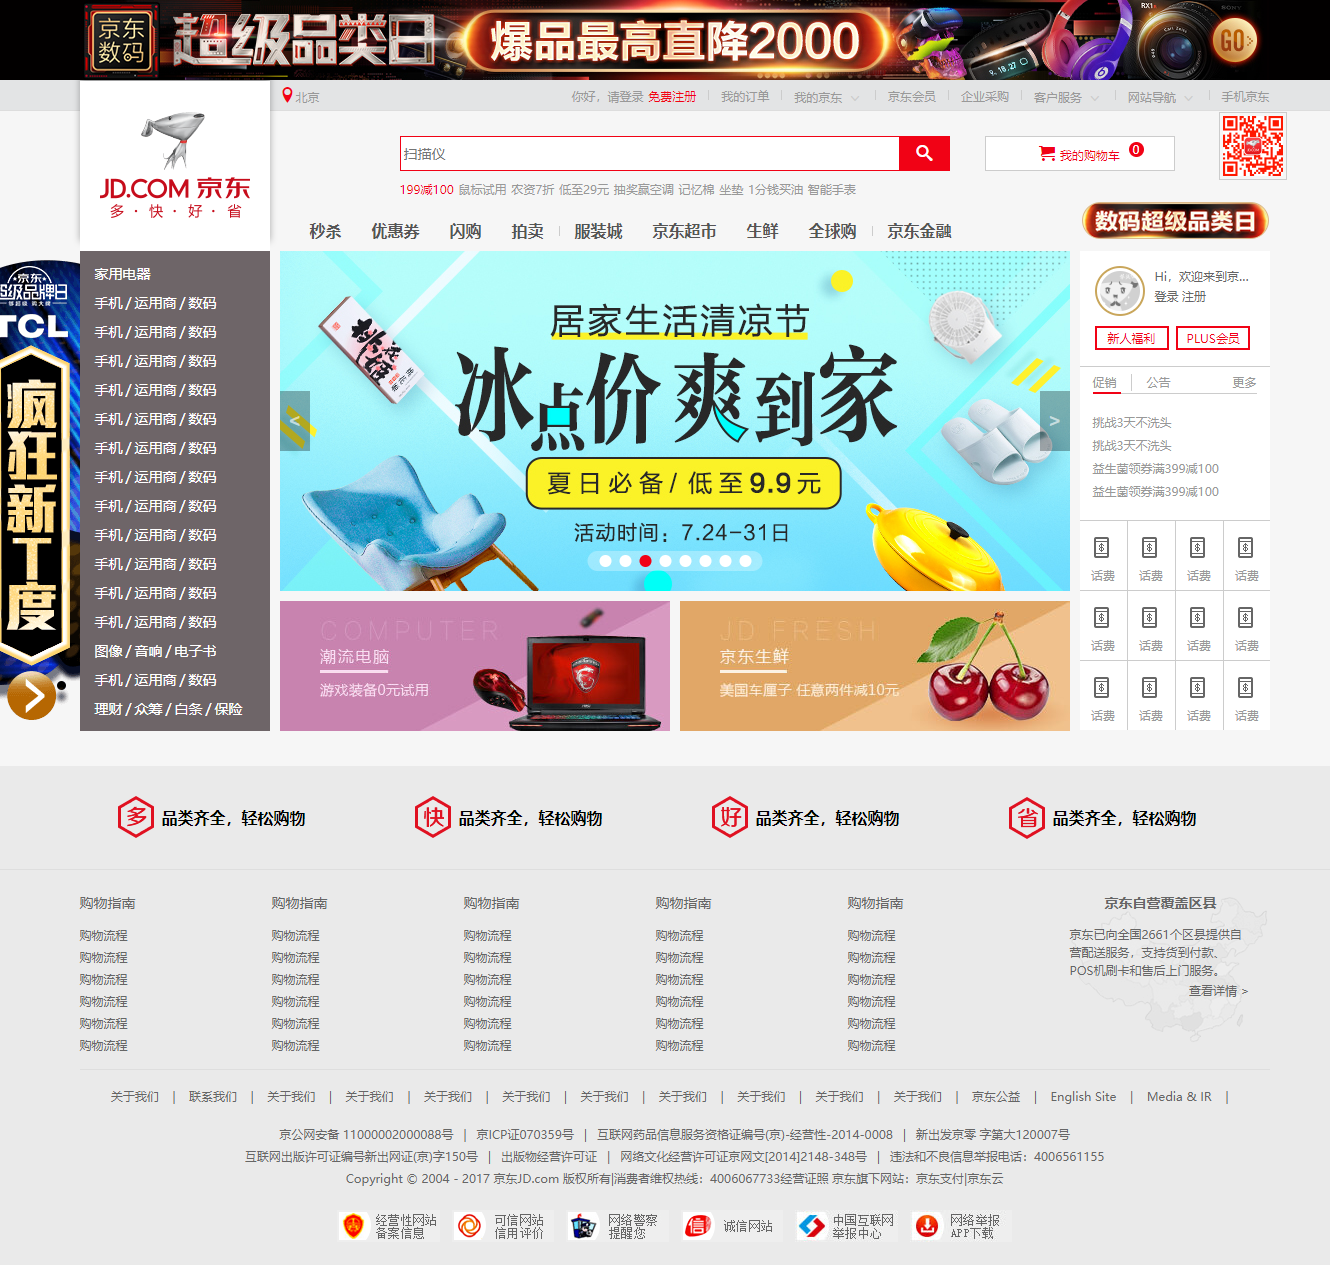 京东 数码 超级品类日 爆品最高直降2000 GO>
RX1 SONY
北京 你好，请登录 免费注册 我的订单 我的京东 京东会员 企业采购 客户服务 网站导航 手机京东
扫描仪 我的购物车 0
199减100 鼠标试用 农资7折 低至29元 抽奖赢空调 记忆棉 坐垫 1分钱买油 智能手表
JD.COM 京东
多·快·好·省
秒杀 优惠券 闪购 拍卖 服装城 京东超市 生鲜 全球购 京东金融
数码超级品类日
京东
超级品牌日
TCL
疯狂新T度
家用电器
手机 / 运用商 / 数码
手机 / 运用商 / 数码
手机 / 运用商 / 数码
手机 / 运用商 / 数码
手机 / 运用商 / 数码
手机 / 运用商 / 数码
手机 / 运用商 / 数码
手机 / 运用商 / 数码
手机 / 运用商 / 数码
手机 / 运用商 / 数码
手机 / 运用商 / 数码
手机 / 运用商 / 数码
图像 / 音响 / 电子书
手机 / 运用商 / 数码
理财 / 众筹 / 白条 / 保险
居家生活清凉节
冰点价 爽到家
夏日必备/低至9.9元
活动时间：7.24-31日
< >
COMPUTER
潮流电脑
游戏装备0元试用
JD FRESH
京东生鲜
美国车厘子 任意两件减10元
Hi，欢迎来到京...
登录 注册
新人福利 PLUS会员
促销 公告 更多
挑战3天不洗头
挑战3天不洗头
益生菌领券满399减100
益生菌领券满399减100
话费 话费 话费 话费
话费 话费 话费 话费
话费 话费 话费 话费
多 品类齐全，轻松购物 快 品类齐全，轻松购物 好 品类齐全，轻松购物 省 品类齐全，轻松购物
购物指南 购物指南 购物指南 购物指南 购物指南
购物流程 购物流程 购物流程 购物流程 购物流程
购物流程 购物流程 购物流程 购物流程 购物流程
购物流程 购物流程 购物流程 购物流程 购物流程
购物流程 购物流程 购物流程 购物流程 购物流程
购物流程 购物流程 购物流程 购物流程 购物流程
购物流程 购物流程 购物流程 购物流程 购物流程
京东自营覆盖区县
京东已向全国2661个区县提供自
营配送服务，支持货到付款、
POS机刷卡和售后上门服务。
查看详情 >
关于我们 | 联系我们 | 关于我们 | 关于我们 | 关于我们 | 关于我们 | 关于我们 | 关于我们 | 关于我们 | 关于我们 | 关于我们 | 京东公益 | English Site | Media & IR |
京公网安备 11000002000088号 | 京ICP证070359号 | 互联网药品信息服务资格证编号(京)-经营性-2014-0008 | 新出发京零 字第大120007号
互联网出版许可证编号新出网证(京)字150号 | 出版物经营许可证 | 网络文化经营许可证京网文[2014]2148-348号 | 违法和不良信息举报电话：4006561155
Copyright © 2004 - 2017 京东JD.com 版权所有|消费者维权热线：4006067733经营证照 京东旗下网站：京东支付|京东云
经营性网站 可信网站 网络警察 诚信网站 中国互联网 网络举报
备案信息 信用评价 提醒您 举报中心 APP下载